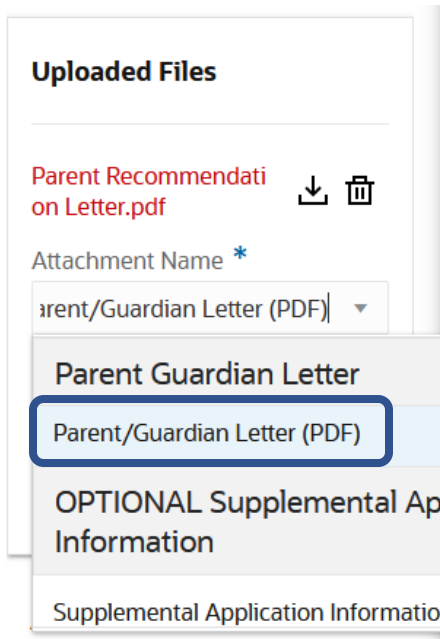 Uploaded Files
Parent Recommendati
on Letter.pdf
Attachment Name *
arent/Guardian Letter (PDF)
Parent Guardian Letter
Parent/Guardian Letter (PDF)
OPTIONAL Supplemental Ap
Information
Supplemental Application Informatio